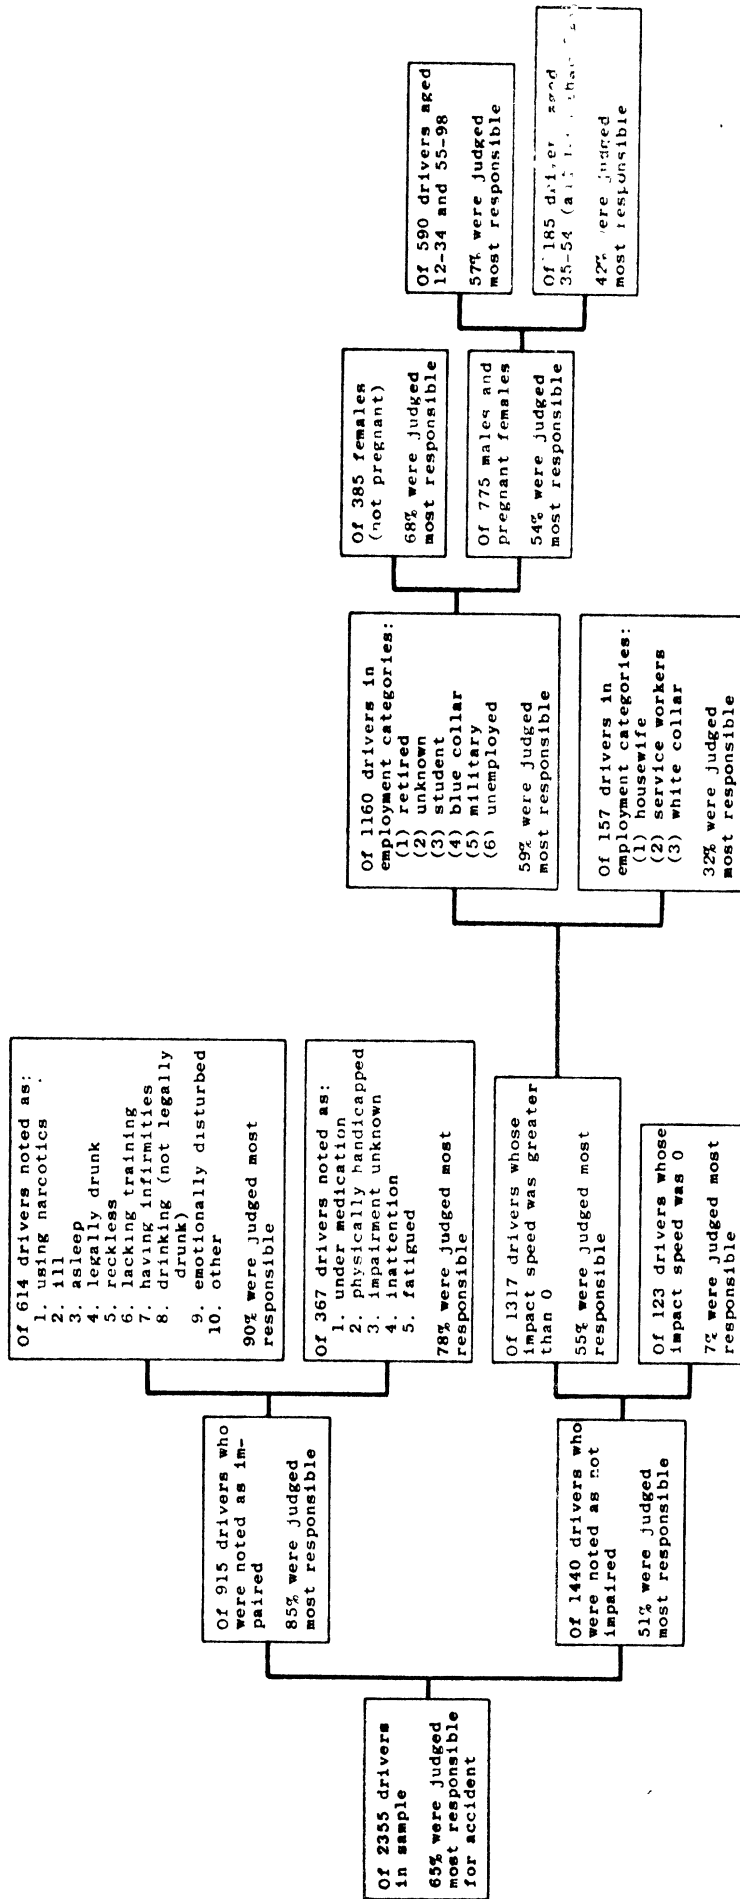 Of 2355 drivers
in sample
65% were judged
most responsible
for accident
Of 915 drivers who
were noted as im-
paired
85% were judged
most responsible
Of 1440 drivers who
were noted as not
impaired
51% were judged
most responsible
Of 614 drivers noted as:
1. using narcotics
2. ill
3. asleep
4. legally drunk
5. reckless
6. lacking training
7. having infirmities
8. drinking (not legally
drunk)
9. emotionally disturbed
10. other
90% were judged most
responsible
Of 367 drivers noted as:
1. under medication
2. physically handicapped
3. impairment unknown
4. inattention
5. fatigued
78% were judged most
responsible
Of 1317 drivers whose
impact speed was greater
than 0
55% were judged most
responsible
Of 123 drivers whose
impact speed was 0
7% were judged most
responsible
Of 1160 drivers in
employment categories:
(1) retired
(2) unknown
(3) student
(4) blue collar
(5) military
(6) unemployed
59% were judged
most responsible
Of 157 drivers in
employment categories:
(1) housewife
(2) service workers
(3) white collar
32% were judged
most responsible
Of 385 females
(not pregnant)
68% were judged
most responsible
Of 775 males and
pregnant females
54% were judged
most responsible
Of 590 drivers aged
12-34 and 55-98
57% were judged
most responsible
Of 185 driver aged
35-54
42% were judged
most responsible